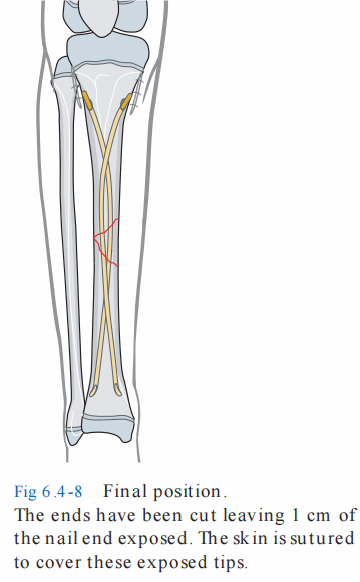 Fig 6.4-8 Final position.
The ends have been cut leaving 1 cm of
the nail end exposed. The skin is sutured
to cover these exposed tips.